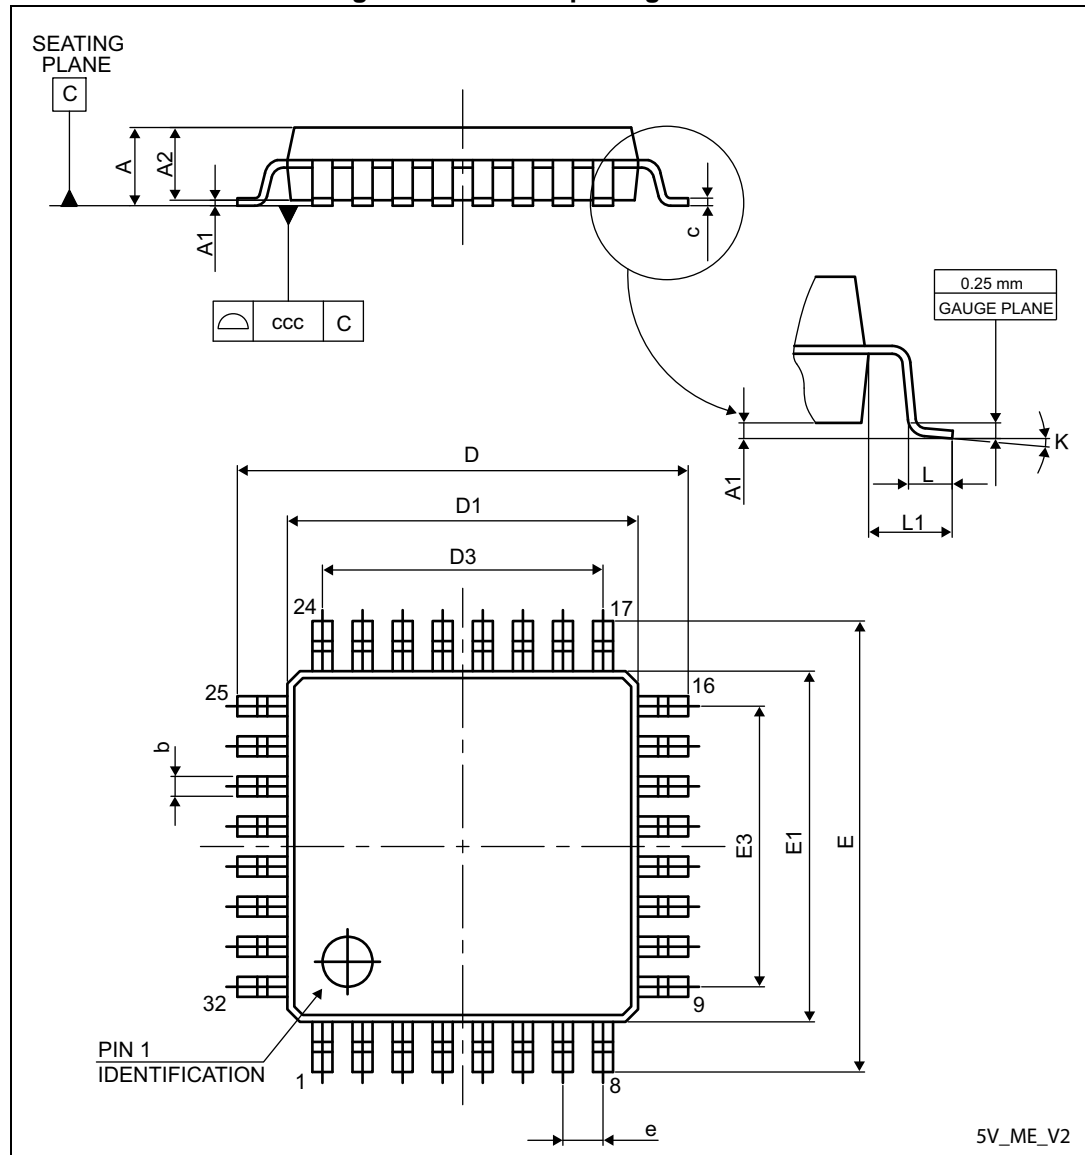 SEATING
PLANE
C
A
A2
A1
c
ccc
C
0.25 mm
GAUGE PLANE
A1
K
L
L1
D
D1
D3
24
17
25
16
b
E3
E1
E
32
9
PIN 1
IDENTIFICATION
1
8
e
5V_ME_V2